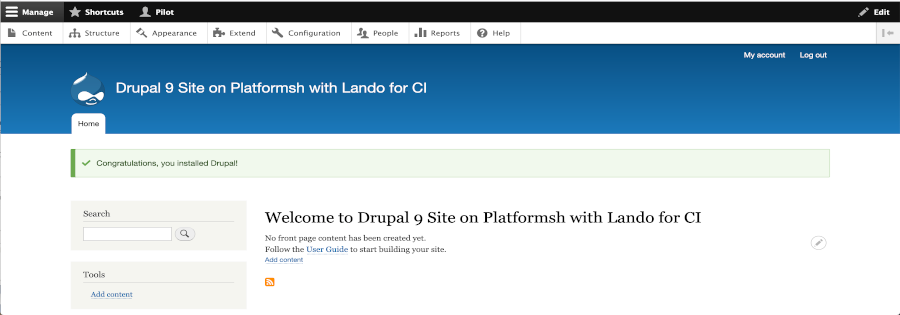 Manage Shortcuts Pilot Edit
Content Structure Appearance Extend Configuration People Reports Help
My account Log out
Drupal 9 Site on Platformsh with Lando for CI
Home
Congratulations, you installed Drupal!
Search
Tools
Add content
Welcome to Drupal 9 Site on Platformsh with Lando for CI
No front page content has been created yet.
Follow the User Guide to start building your site.
Add content